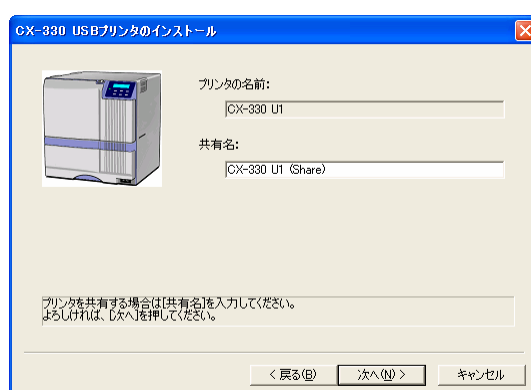 CX-330 USBプリンタのインストール
プリンタの名前:
CX-330 U1
共有名:
CX-330 U1 (Share)
プリンタを共有する場合は[共有名]を入力してください。
よろしければ、[次へ]を押してください。
< 戻る(B)
次へ(N) >
キャンセル